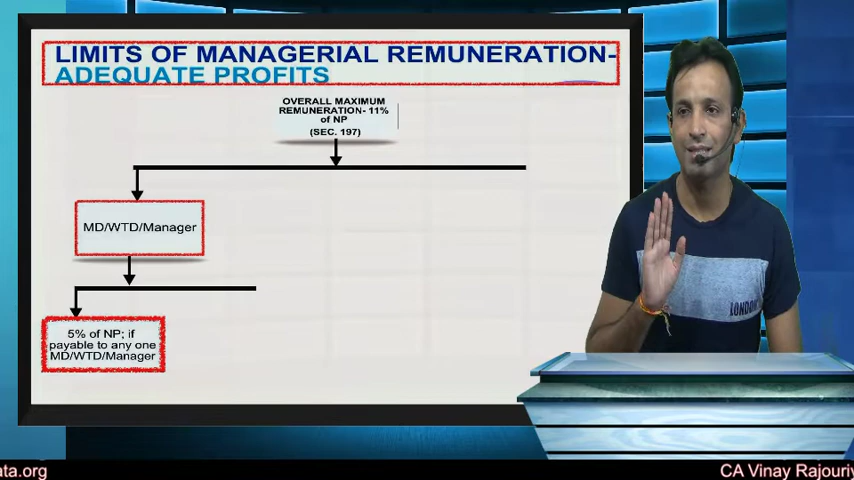 LIMITS OF MANAGERIAL REMUNERATION-
ADEQUATE PROFITS
OVERALL MAXIMUM
REMUNERATION- 11%
of NP
(SEC. 197)
MD/WTD/Manager
5% of NP; if
payable to any one
MD/WTD/Manager
LONDON
ata.org
CA Vinay Rajouriy